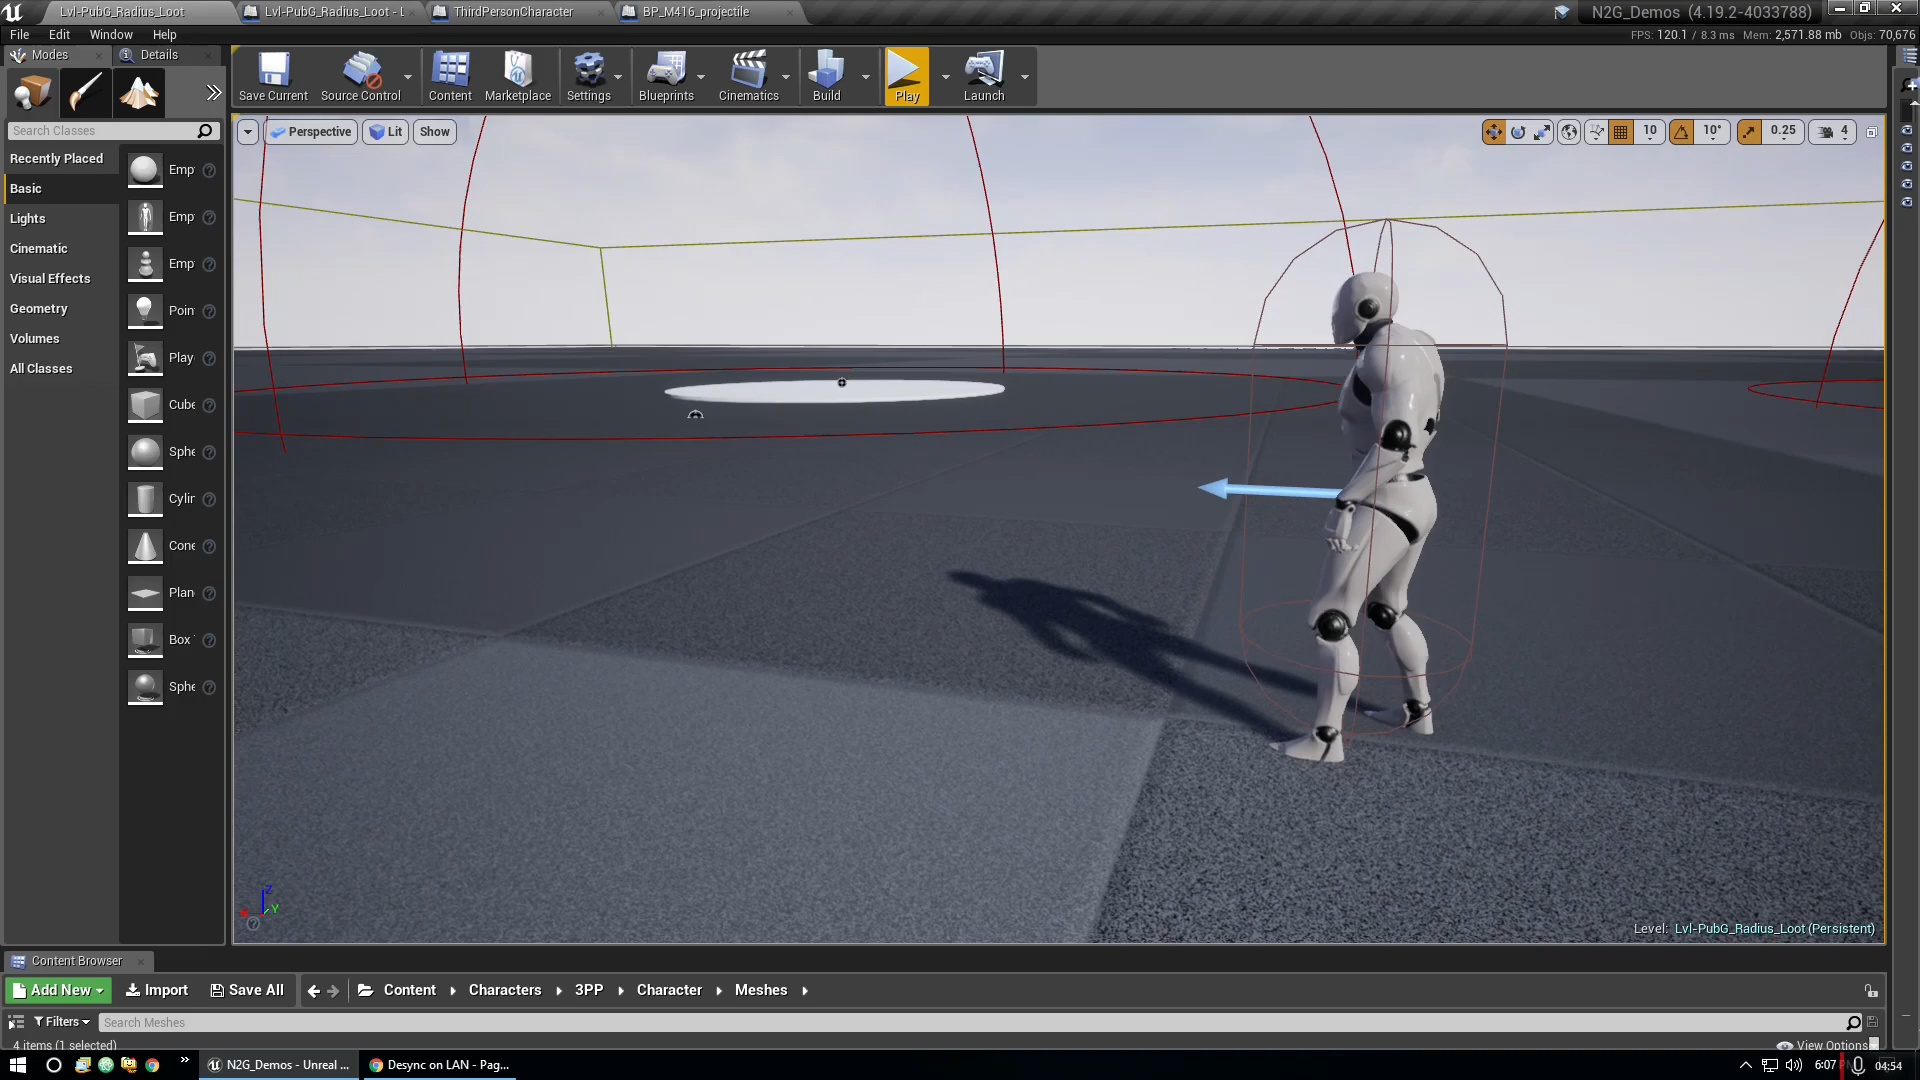 Lvl-PubG_Radius_Loot
Lvl-PubG_Radius_Loot - L
ThirdPersonCharacter
BP_M416_projectile
N2G_Demos (4.19.2-4033788)
File Edit Window Help
FPS: 120.1 / 8.3 ms Mem: 2,571.88 mb Objs: 70,676
Modes
Details
Save Current
Source Control
Content
Marketplace
Settings
Blueprints
Cinematics
Build
Play
Launch
Search Classes
Perspective
Lit
Show
10
10°
0.25
4
Recently Placed
Basic
Lights
Cinematic
Visual Effects
Geometry
Volumes
All Classes
Emp
Emp
Emp
Poin
Play
Cube
Sphe
Cylin
Cone
Plan
Box
Sphe
Z
Y
Level: Lvl-PubG_Radius_Loot (Persistent)
Content Browser
Add New
Import
Save All
Content
Characters
3PP
Character
Meshes
Filters
Search Meshes
4 items (1 selected)
View Options
N2G_Demos - Unreal ...
Desync on LAN - Pag...
6:07
04:54